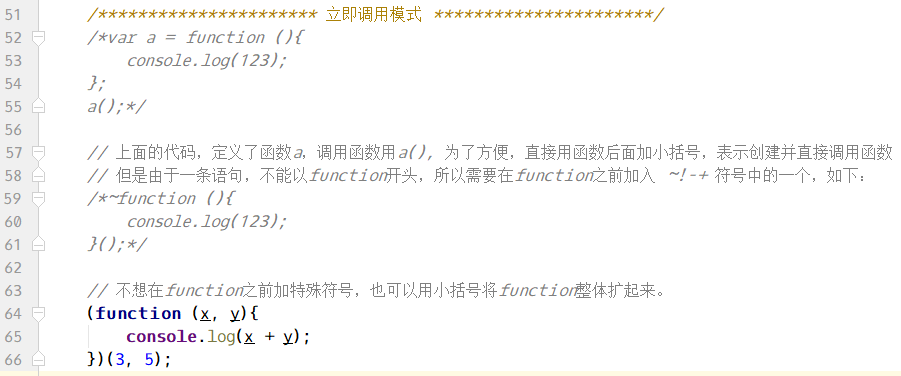 51 /********************** 立即调用模式 **********************/
52 /*var a = function (){
53 console.log(123);
54 };
55 a();*/
56
57 // 上面的代码，定义了函数a，调用函数用a(), 为了方便，直接用函数后面加小括号，表示创建并直接调用函数
58 // 但是由于一条语句，不能以function开头，所以需要在function之前加入 ~!-+ 符号中的一个，如下：
59 /*~function (){
60 console.log(123);
61 }();*/
62
63 // 不想在function之前加特殊符号，也可以用小括号将function整体扩起来。
64 (function (x, y){
65 console.log(x + y);
66 })(3, 5);